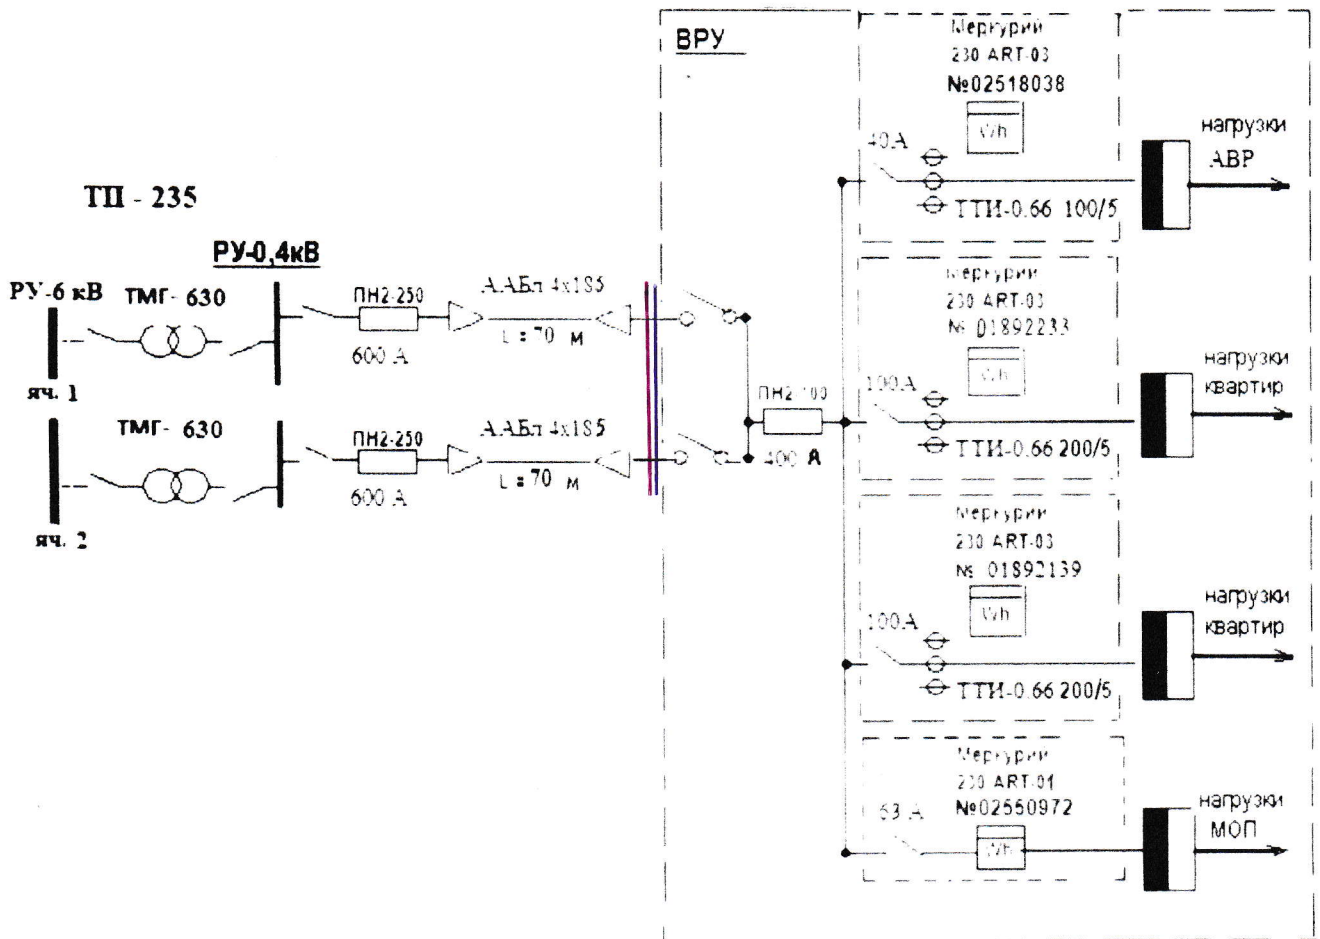 ВРУ
Меркурий
230 ART-03
№02518038
Wh
40А
ТТИ-0.66 100/5
нагрузки
АВР
ТП - 235
РУ-0,4кВ
РУ-6 кВ
ТМГ- 630
ПН2-250
600 А
ААБл 4х185
L = 70 м
яч. 1
ТМГ- 630
ПН2-250
600 А
ААБл 4х185
L = 70 м
яч. 2
400 А
Меркурий
230 ART-03
№ 01892233
Wh
100А
ТТИ-0.66 200/5
нагрузки
квартир
Меркурий
230 ART-03
№ 01892139
Wh
100А
ТТИ-0.66 200/5
нагрузки
квартир
Меркурий
230 ART-01
№02550972
63 А
Wh
нагрузки
МОП